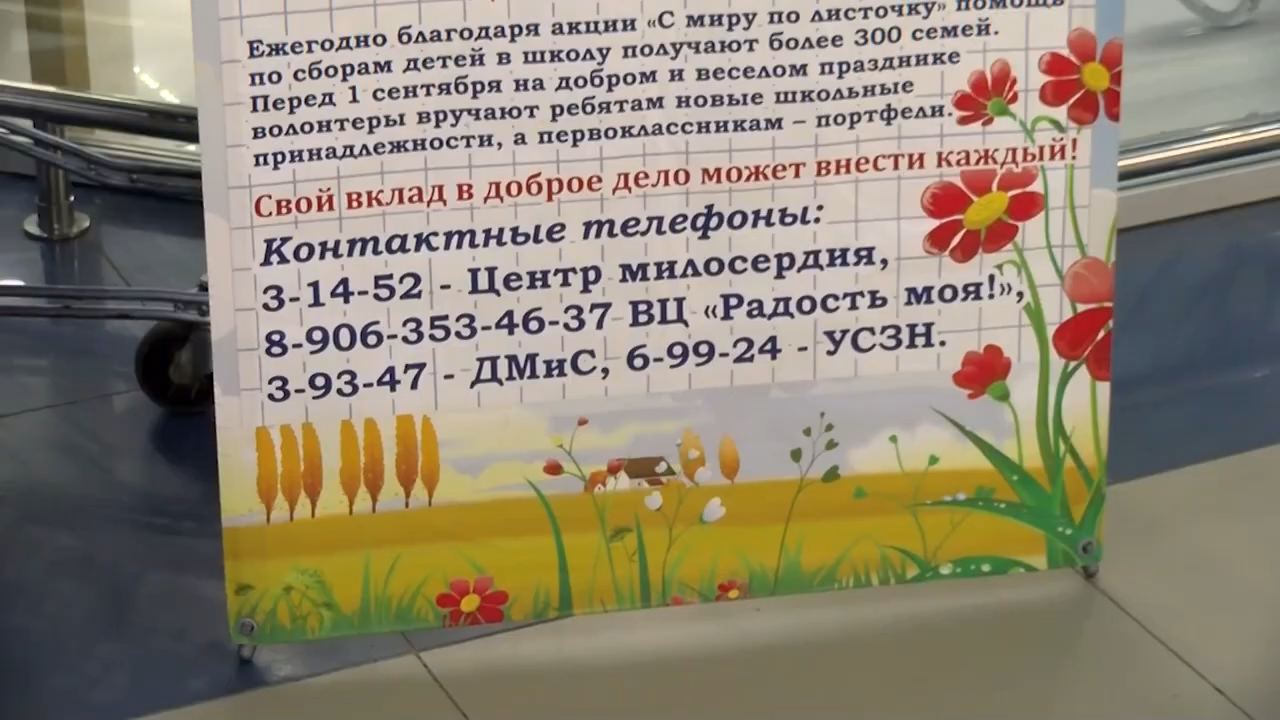 Ежегодно благодаря акции «С миру по листочку» помощь
по сборам детей в школу получают более 300 семей.
Перед 1 сентября на добром и веселом празднике
волонтеры вручают ребятам новые школьные
принадлежности, а первоклассникам – портфели.
Свой вклад в доброе дело может внести каждый!
Контактные телефоны:
3-14-52 - Центр милосердия,
8-906-353-46-37 ВЦ «Радость моя!»,
3-93-47 - ДМиС, 6-99-24 - УСЗН.